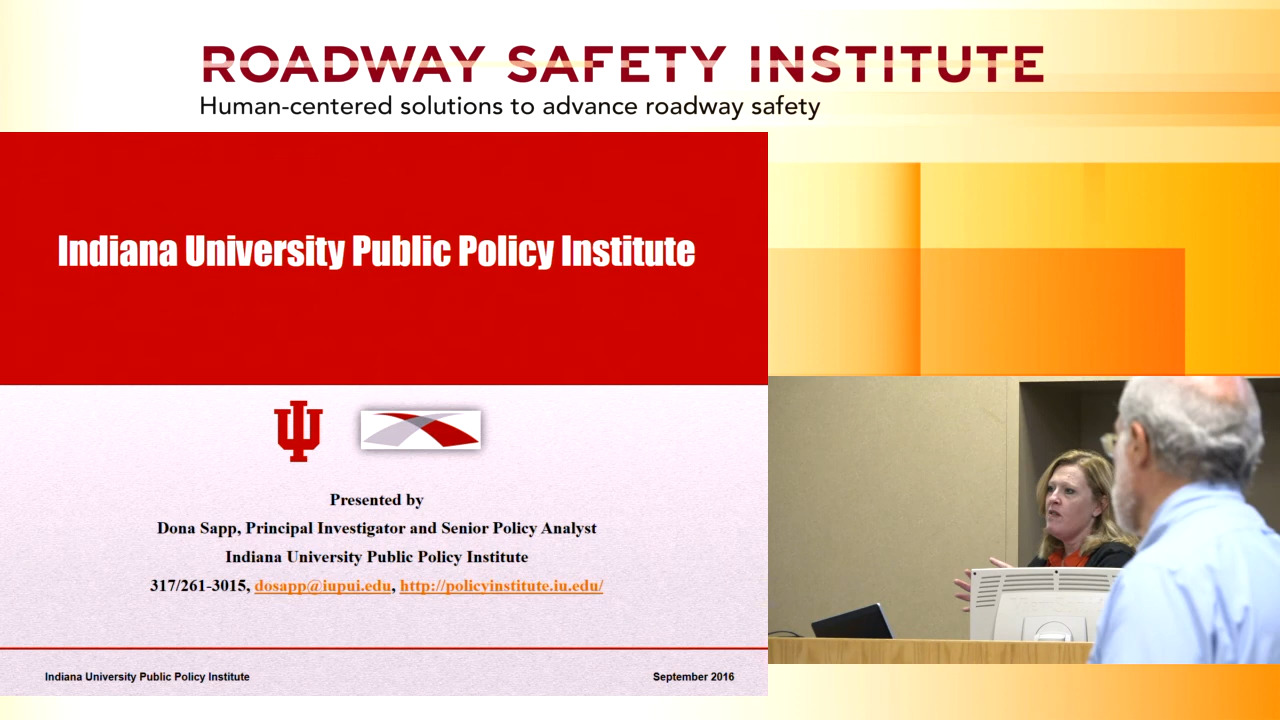 ROADWAY SAFETY INSTITUTE
Human-centered solutions to advance roadway safety
Indiana University Public Policy Institute
Presented by
Dona Sapp, Principal Investigator and Senior Policy Analyst
Indiana University Public Policy Institute
317/261-3015, dosapp@iupui.edu, http://policyinstitute.iu.edu/
Indiana University Public Policy Institute
September 2016